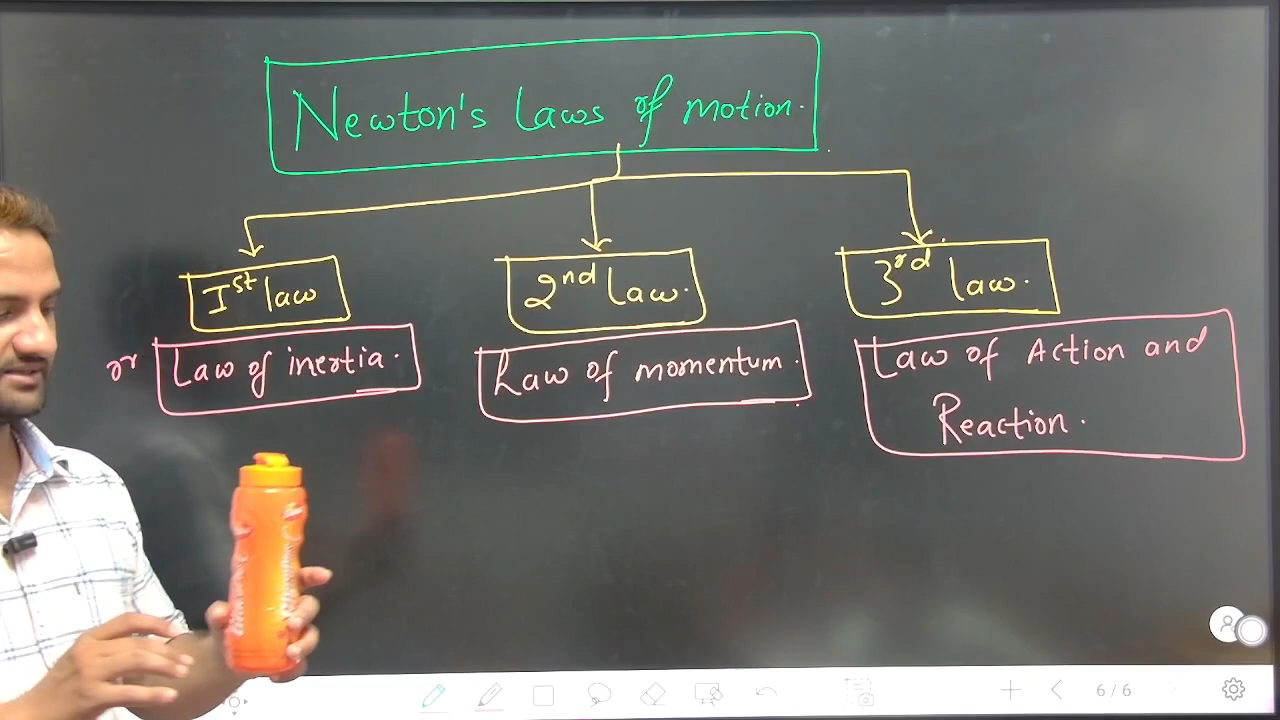 Newton's Laws of motion.
Ist law
2nd Law.
3rd Law.
or Law of inertia.
Law of momentum.
Law of Action and
Reaction.
6/6